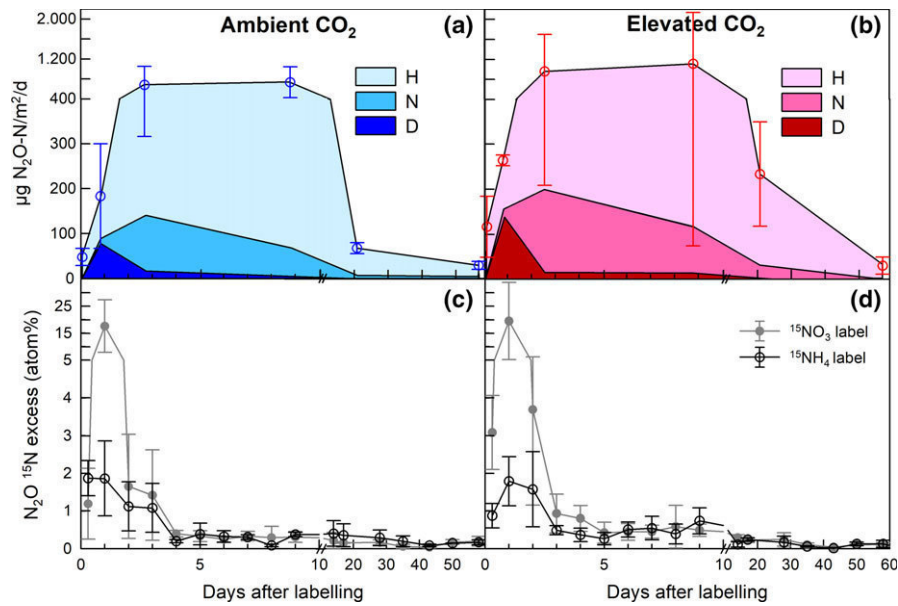 Ambient CO2 (a)
Elevated CO2 (b)
2.000
1.200
400
300
200
100
0
µg N2O-N/m²/d
H
N
D
H
N
D
(c)
(d)
25
15
5
4
3
2
1
0
N2O 15N excess (atom%)
15NO3 label
15NH4 label
0 5 10 20 30 40 50
0 5 10 20 30 40 50 60
Days after labelling
Days after labelling